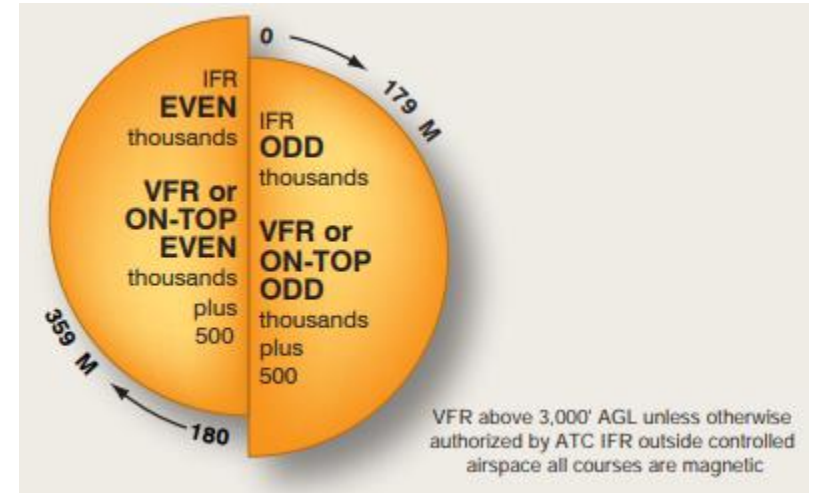 0
179 M
IFR
EVEN
thousands
VFR or
ON-TOP
EVEN
thousands
plus
500
IFR
ODD
thousands
VFR or
ON-TOP
ODD
thousands
plus
500
359 M
180
VFR above 3,000' AGL unless otherwise
authorized by ATC IFR outside controlled
airspace all courses are magnetic